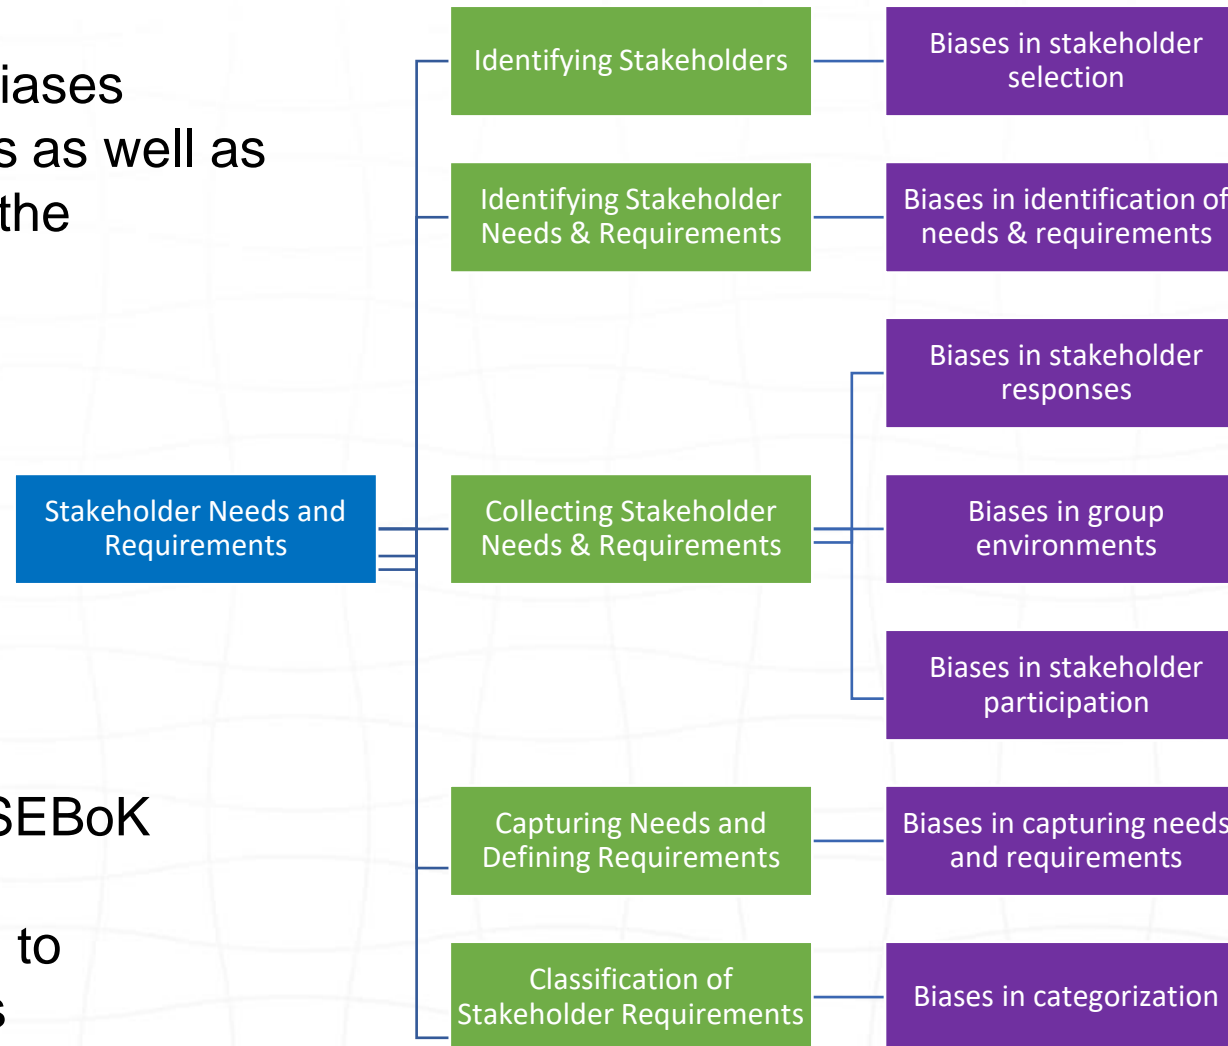 iases
s as well as
the
SEBoK
to
s
Stakeholder Needs and
Requirements
Identifying Stakeholders
Biases in stakeholder
selection
Identifying Stakeholder
Needs & Requirements
Biases in identification of
needs & requirements
Collecting Stakeholder
Needs & Requirements
Biases in stakeholder
responses
Biases in group
environments
Biases in stakeholder
participation
Capturing Needs and
Defining Requirements
Biases in capturing needs
and requirements
Classification of
Stakeholder Requirements
Biases in categorization